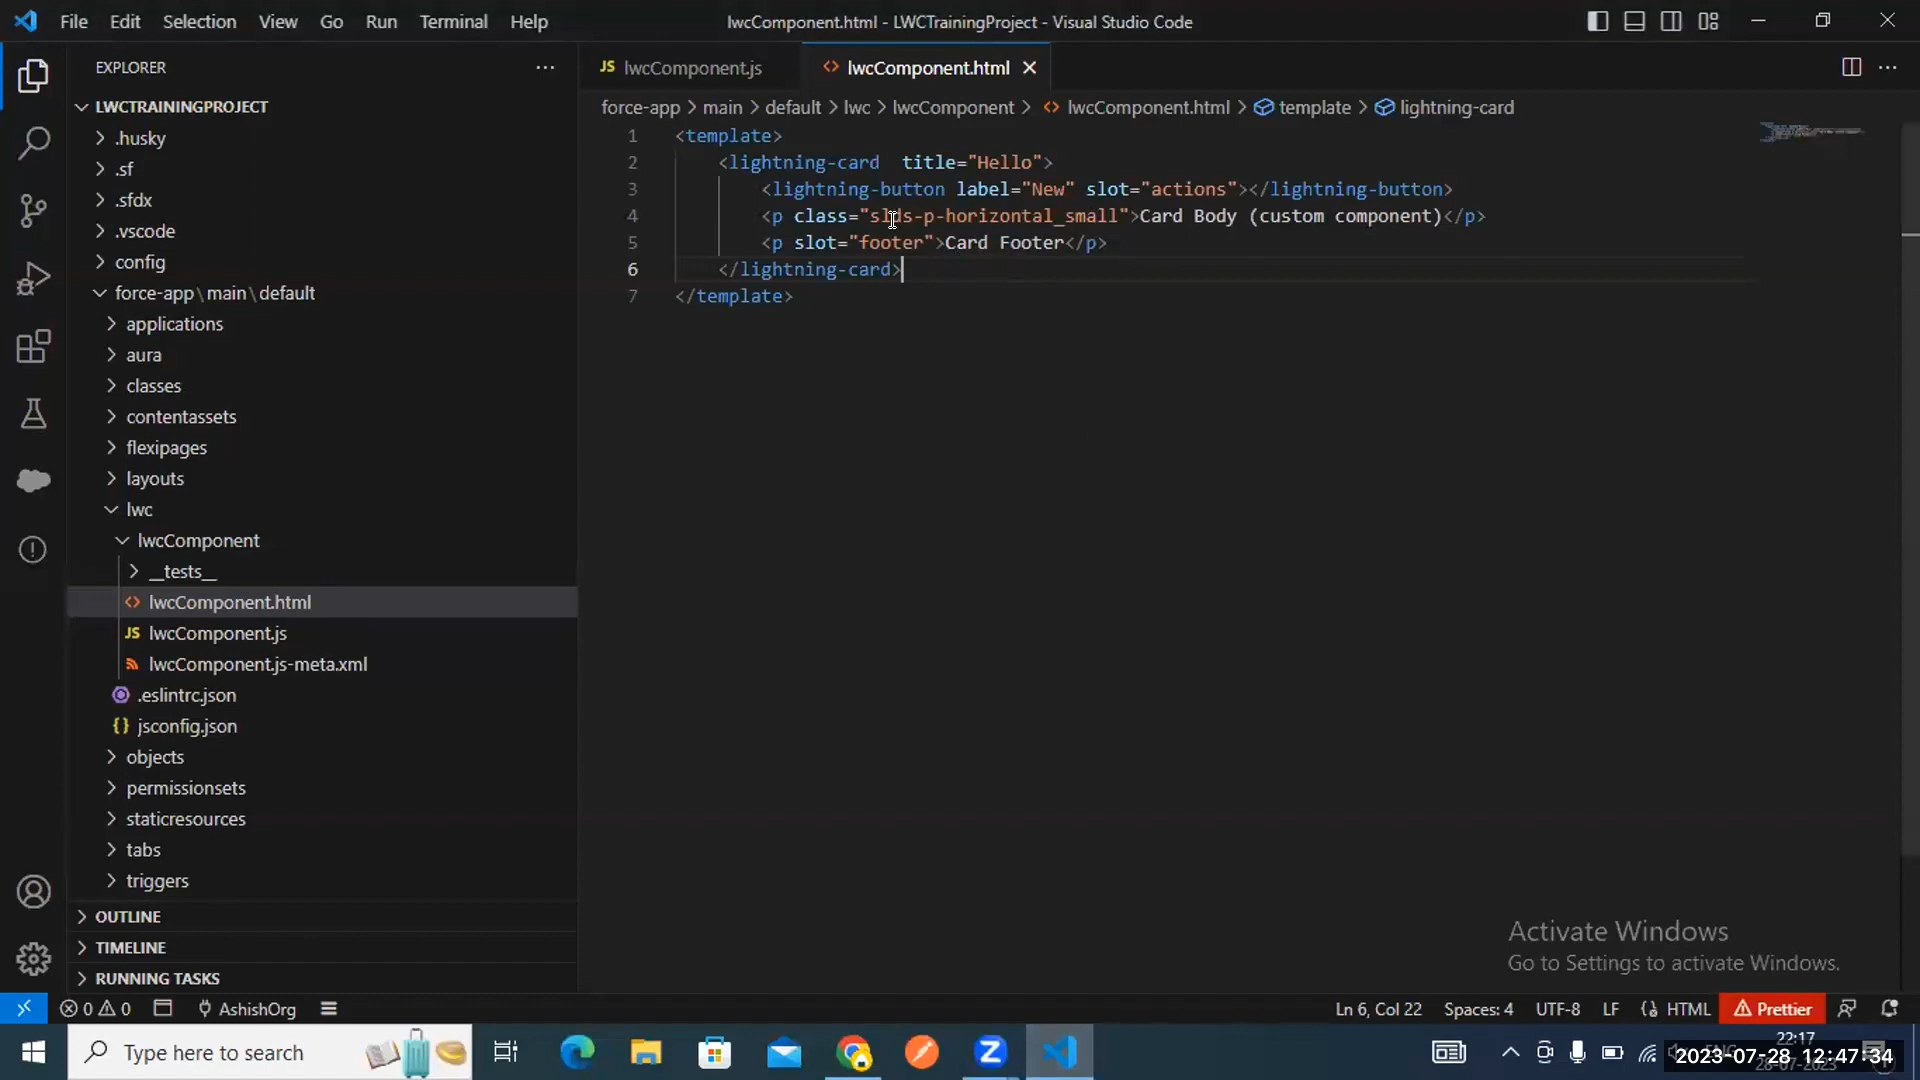 File Edit Selection View Go Run Terminal Help lwcComponent.html - LWCTrainingProject - Visual Studio Code
EXPLORER
LWCTRAININGPROJECT
.husky
.sf
.sfdx
.vscode
config
force-app\main\default
applications
aura
classes
contentassets
flexipages
layouts
lwc
lwcComponent
__tests__
lwcComponent.html
JS lwcComponent.js
lwcComponent.js-meta.xml
.eslintrc.json
{} jsconfig.json
objects
permissionsets
staticresources
tabs
triggers
OUTLINE
TIMELINE
RUNNING TASKS
JS lwcComponent.js <> lwcComponent.html
force-app > main > default > lwc > lwcComponent > <> lwcComponent.html > template > lightning-card
1 <template>
2 <lightning-card  title="Hello">
3 <lightning-button label="New" slot="actions"></lightning-button>
4 <p class="slds-p-horizontal_small">Card Body (custom component)</p>
5 <p slot="footer">Card Footer</p>
6 </lightning-card>
7 </template>
Activate Windows
Go to Settings to activate Windows.
0 0 AshishOrg Ln 6, Col 22 Spaces: 4 UTF-8 LF HTML Prettier
Type here to search
22:17
2023-07-28 12:47:34